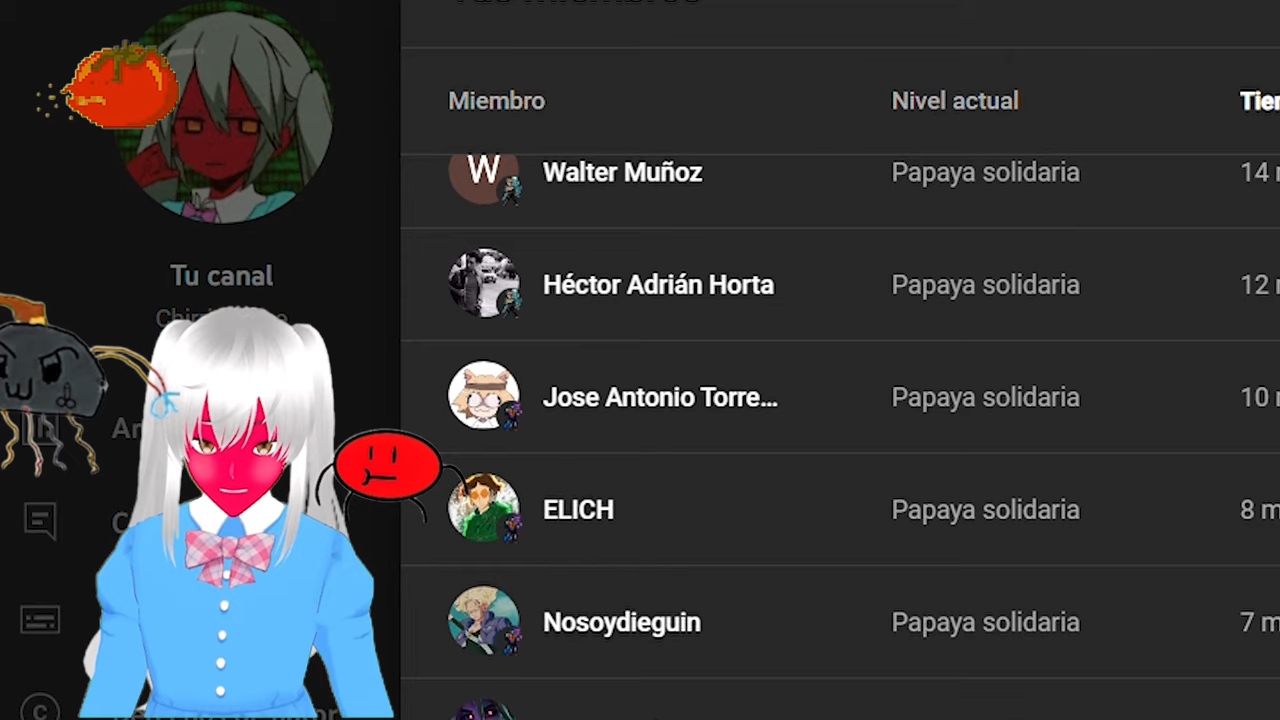 Miembro Nivel actual
W Walter Muñoz Papaya solidaria 14
Tu canal
Héctor Adrián Horta Papaya solidaria 12
Jose Antonio Torre... Papaya solidaria 10
ELICH Papaya solidaria 8 m
Nosoydieguin Papaya solidaria 7 m